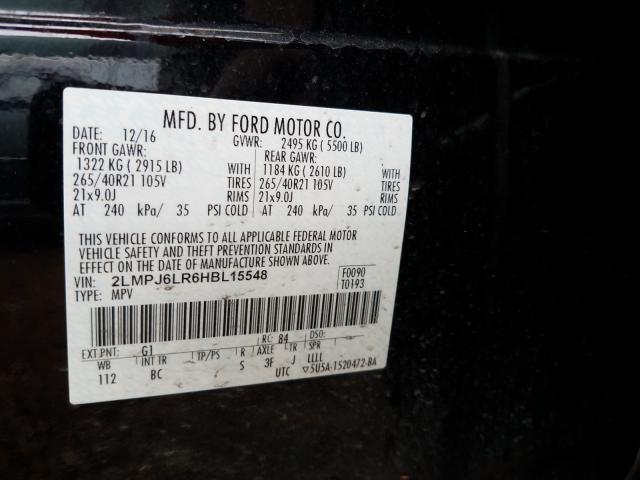 MFD. BY FORD MOTOR CO.
DATE: 12/16 GVWR: 2495 KG ( 5500 LB)
FRONT GAWR: REAR GAWR:
1322 KG ( 2915 LB) WITH 1184 KG ( 2610 LB) WITH
265/40R21 105V TIRES 265/40R21 105V TIRES
21x9.0J RIMS 21x9.0J RIMS
AT 240 kPa/ 35 PSI COLD AT 240 kPa/ 35 PSI COLD
THIS VEHICLE CONFORMS TO ALL APPLICABLE FEDERAL MOTOR
VEHICLE SAFETY AND THEFT PREVENTION STANDARDS IN
EFFECT ON THE DATE OF MANUFACTURE SHOWN ABOVE.
VIN: 2LMPJ6LR6HBL15548 F0090
TYPE: MPV T0193
EXT PNT: G1 RC: 84 DSO:
WB INT TR TP/PS R AXLE TR SPR
112 BC S 3F J LLLL
UTC ▽5U5A-1520472-BA